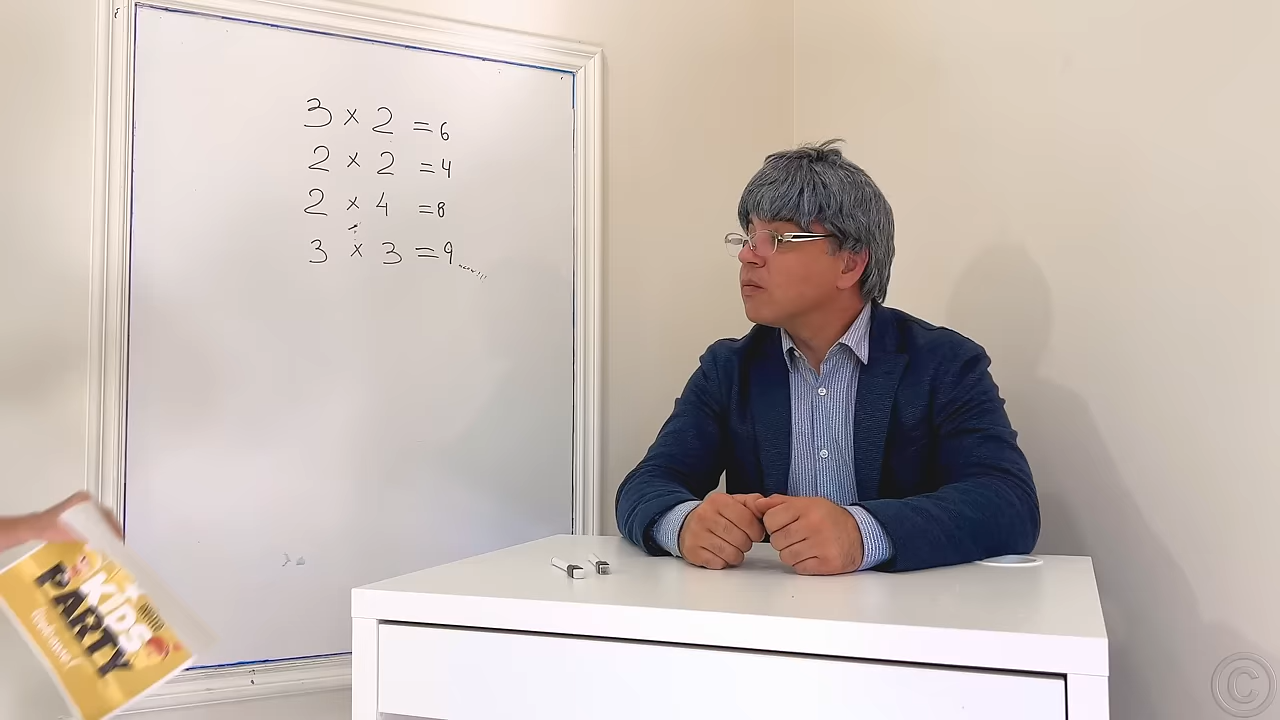 3 × 2 = 6
2 × 2 = 4
2 × 4 = 8
3 × 3 = 9
KIDS
PARTY
©